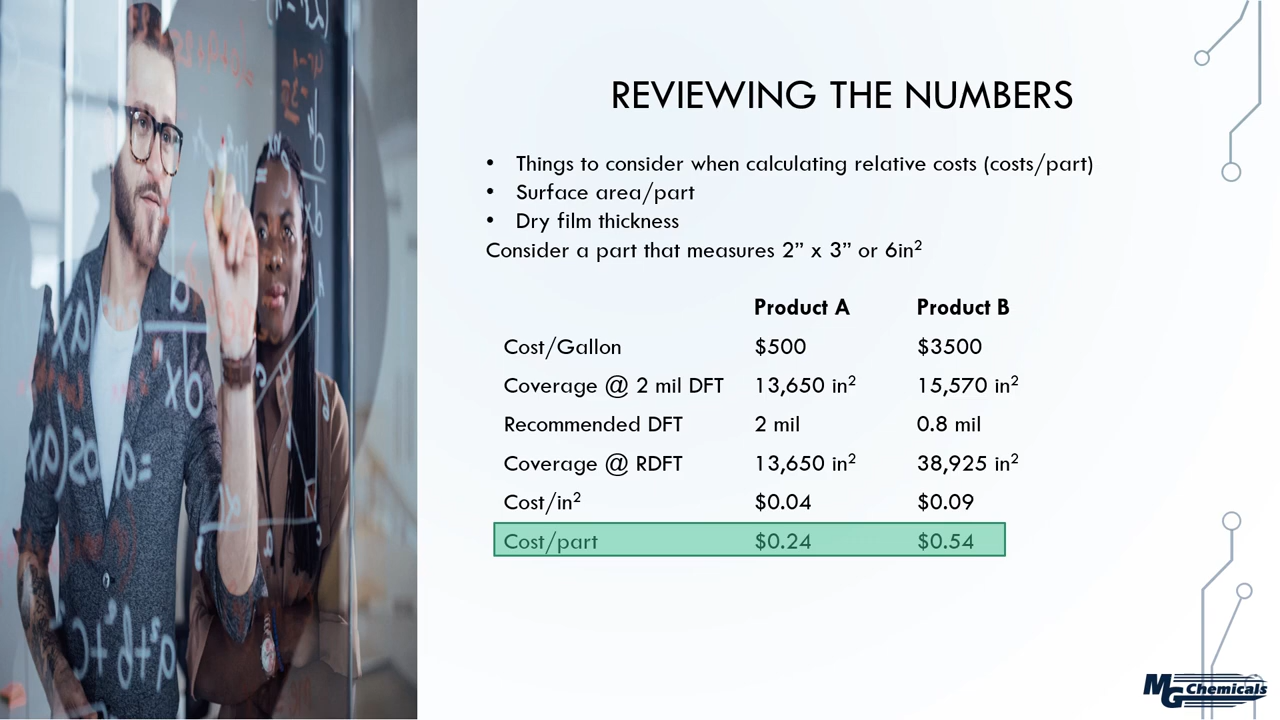 REVIEWING THE NUMBERS
• Things to consider when calculating relative costs (costs/part)
• Surface area/part
• Dry film thickness
Consider a part that measures 2” x 3” or 6in²
Product A Product B
Cost/Gallon $500 $3500
Coverage @ 2 mil DFT 13,650 in² 15,570 in²
Recommended DFT 2 mil 0.8 mil
Coverage @ RDFT 13,650 in² 38,925 in²
Cost/in² $0.04 $0.09
Cost/part $0.24 $0.54
MG Chemicals